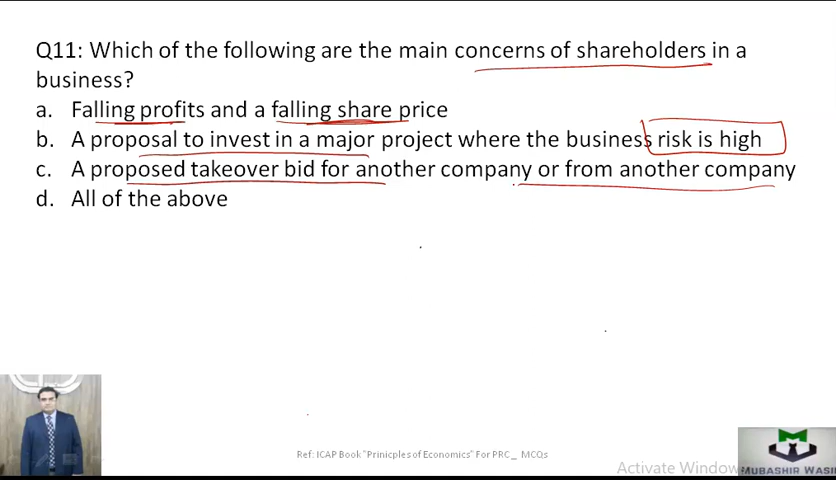 Q11: Which of the following are the main concerns of shareholders in a
business?
a. Falling profits and a falling share price
b. A proposal to invest in a major project where the business risk is high
c. A proposed takeover bid for another company or from another company
d. All of the above
Ref: ICAP Book "Prinicples of Economics" For PRC_ MCQs
Activate Window
MUBASHIR WASI